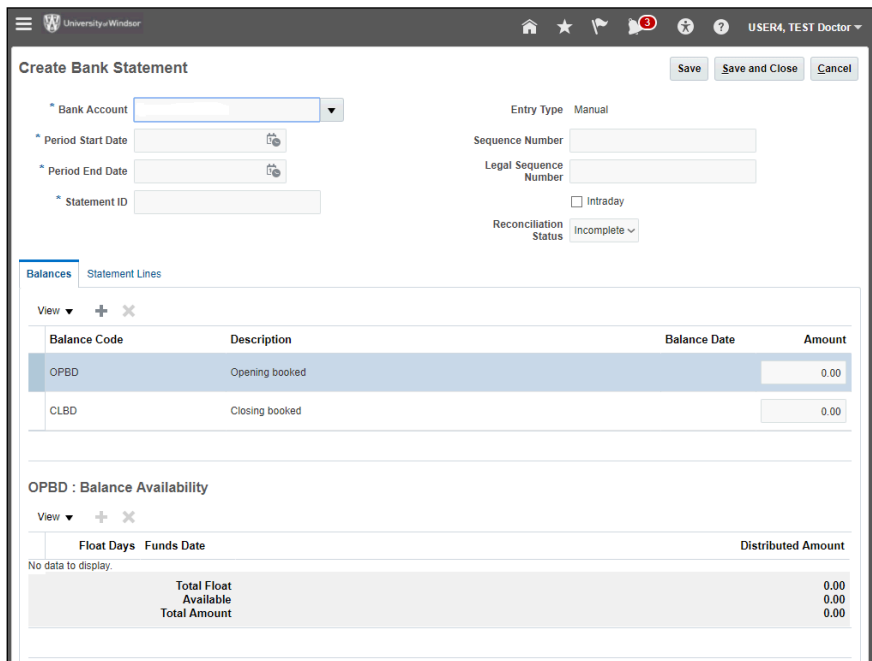 University of Windsor
3
USER4, TEST Doctor
Create Bank Statement
Save
Save and Close
Cancel
* Bank Account
Entry Type Manual
* Period Start Date
Sequence Number
* Period End Date
Legal Sequence
Number
* Statement ID
Intraday
Reconciliation
Status
Incomplete
Balances Statement Lines
View
Balance Code Description Balance Date Amount
OPBD Opening booked 0.00
CLBD Closing booked 0.00
OPBD : Balance Availability
View
Float Days Funds Date Distributed Amount
No data to display.
Total Float 0.00
Available 0.00
Total Amount 0.00